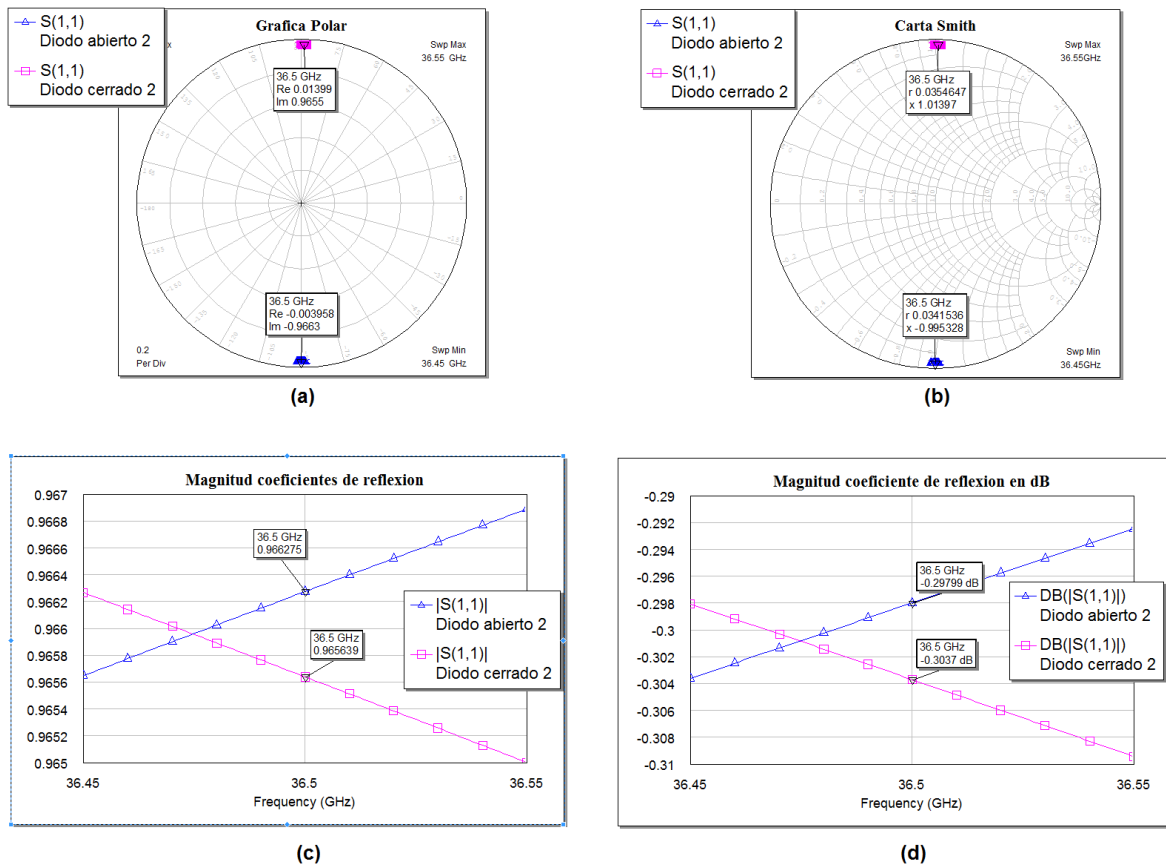 S(1,1)
Diodo abierto 2
S(1,1)
Diodo cerrado 2
Grafica Polar
Swp Max
36.55 GHz
36.5 GHz
Re 0.01399
Im 0.9655
36.5 GHz
Re -0.003958
Im -0.9663
0.2
Per Div
Swp Min
36.45 GHz
(a)
S(1,1)
Diodo abierto 2
S(1,1)
Diodo cerrado 2
Carta Smith
Swp Max
36.55GHz
36.5 GHz
r 0.0354647
x 1.01397
36.5 GHz
r 0.0341536
x -0.995328
Swp Min
36.45GHz
(b)
Magnitud coeficientes de reflexion
0.967
0.9668
0.9666
0.9664
0.9662
0.966
0.9658
0.9656
0.9654
0.9652
0.965
36.5 GHz
0.966275
36.5 GHz
0.965639
|S(1,1)|
Diodo abierto 2
|S(1,1)|
Diodo cerrado 2
36.45
36.5
36.55
Frequency (GHz)
(c)
Magnitud coeficiente de reflexion en dB
-0.29
-0.292
-0.294
-0.296
-0.298
-0.3
-0.302
-0.304
-0.306
-0.308
-0.31
36.5 GHz
-0.29799 dB
36.5 GHz
-0.3037 dB
DB(|S(1,1)|)
Diodo abierto 2
DB(|S(1,1)|)
Diodo cerrado 2
36.45
36.5
36.55
Frequency (GHz)
(d)